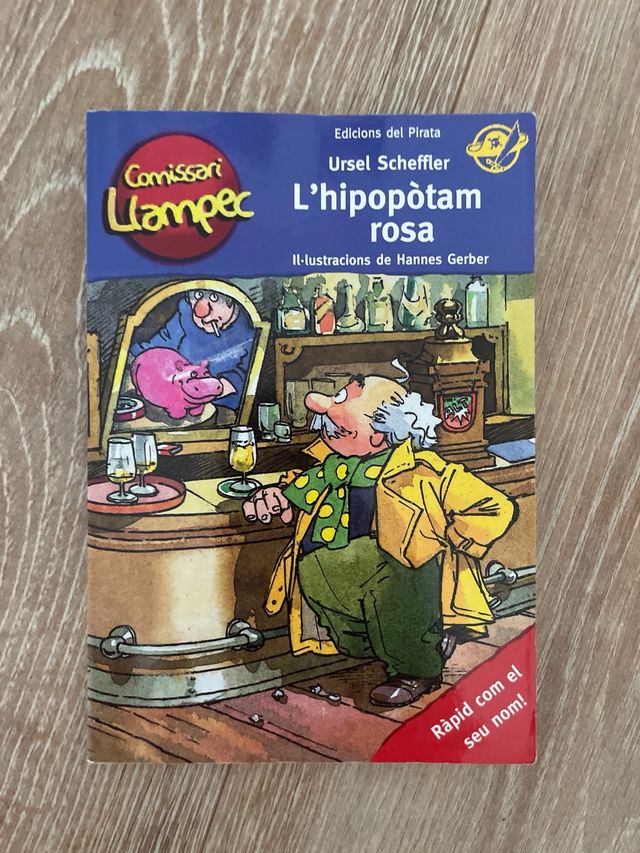 Comissari
Llampec
Edicions del Pirata
Ursel Scheffler
L'hipopòtam
rosa
Il·lustracions de Hannes Gerber
Ràpid com el
seu nom!